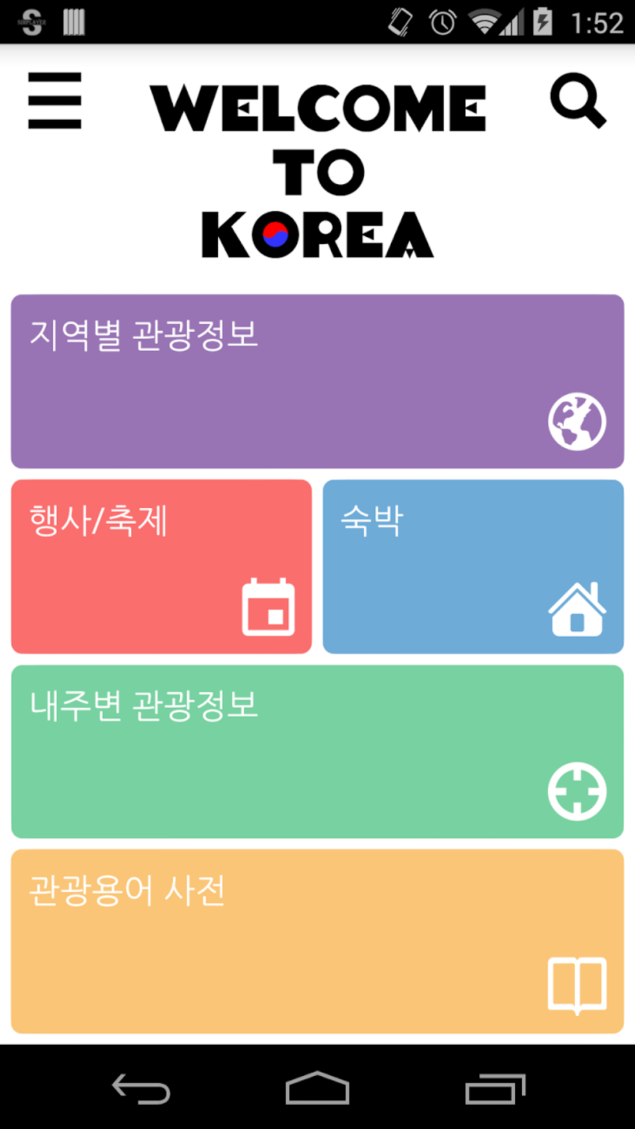 1:52
WELCOME
TO
KOREA
지역별 관광정보
행사/축제
숙박
내주변 관광정보
관광용어 사전